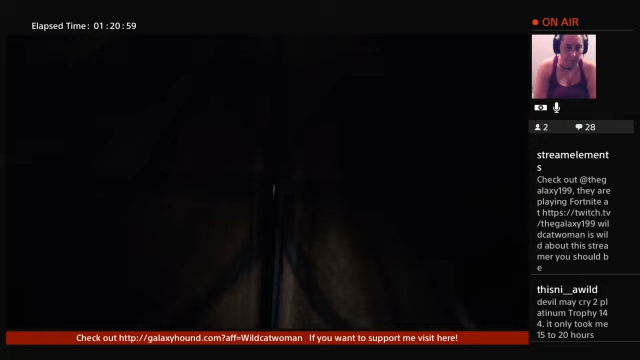 Elapsed Time: 01:20:59
ON AIR
2
28
streamelement
s
Check out @theg
alaxy199, they are
playing Fortnite a
t https://twitch.tv
/thegalaxy199 wil
dcatwoman is wil
d about this strea
mer you should b
e
thisni__awild
devil may cry 2 pl
atinum Trophy 14
4. it only took me
15 to 20 hours
Check out http://galaxyhound.com?aff=Wildcatwoman If you want to support me visit here!